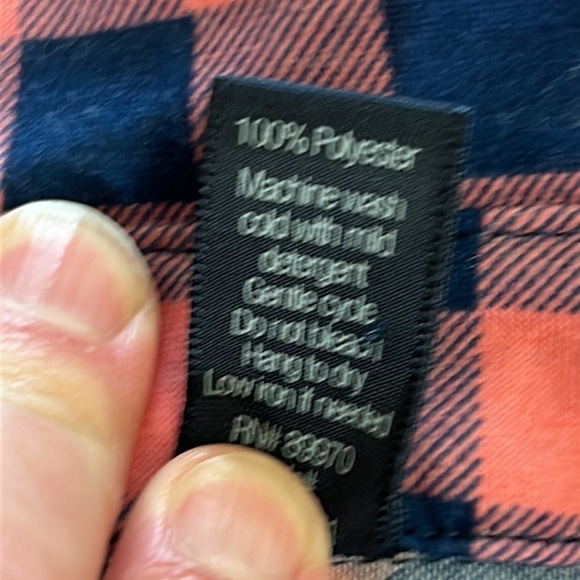 100% Polyester
Machine wash
cold with mild
detergent
Gentle cycle
Do not bleach
Hang to dry
Low iron if needed
RN# 89970